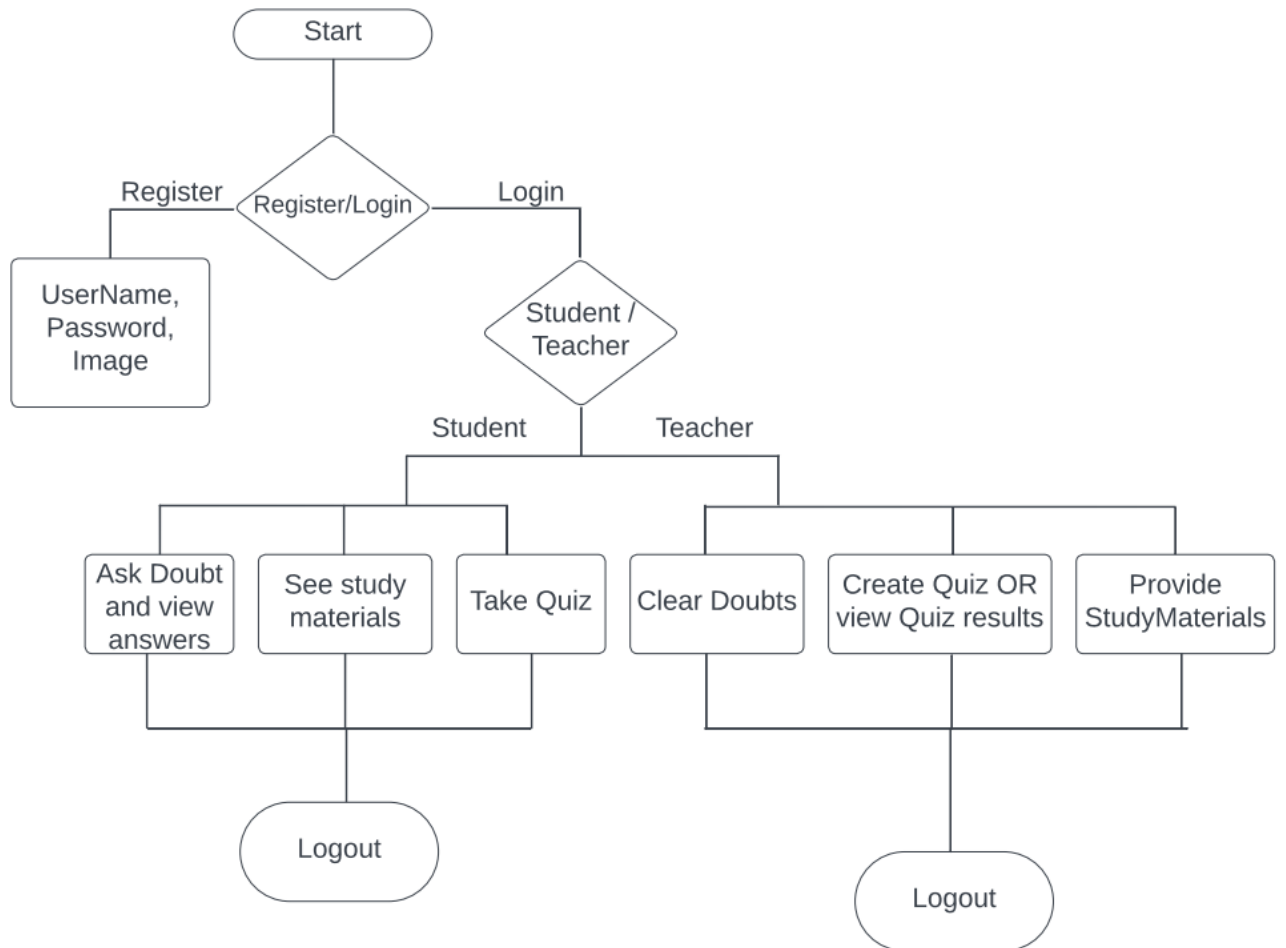 Start
Register
Register/Login
Login
UserName,
Password,
Image
Student /
Teacher
Student
Teacher
Ask Doubt
and view
answers
See study
materials
Take Quiz
Clear Doubts
Create Quiz OR
view Quiz results
Provide
StudyMaterials
Logout
Logout